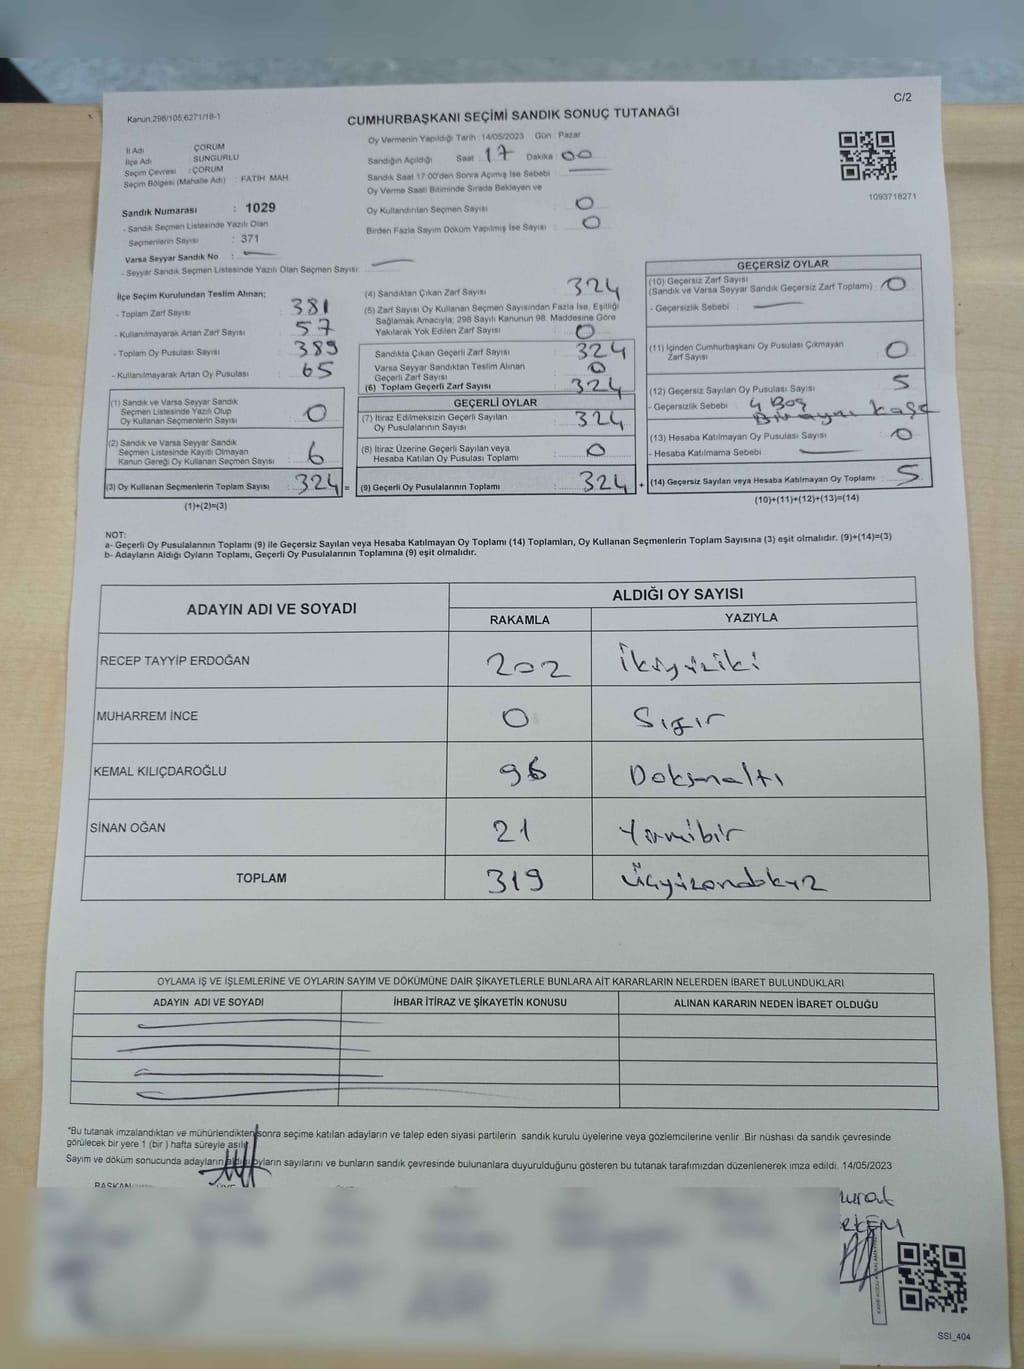 C/2
Kanun:298/105,6271/18-1
CUMHURBAŞKANI SEÇİMİ SANDIK SONUÇ TUTANAĞI
Oy Vermenin Yapıldığı Tarih :14/05/2023 Gün : Pazar
İl Adı : ÇORUM
İlçe Adı : SUNGURLU
Seçim Çevresi : ÇORUM
Seçim Bölgesi (Mahalle Adı) : FATİH MAH.
Sandığın Açıldığı Saat : 17 Dakika : 00
Sandık Saat 17:00'den Sonra Açımış İse Sebebi :
Oy Verme Saati Bitiminde Sırada Bekleyen ve
Oy Kullandırılan Seçmen Sayısı : 0
Birden Fazla Sayım Döküm Yapılmış İse Sayısı : 0
1093718271
Sandık Numarası : 1029
- Sandık Seçmen Listesinde Yazılı Olan
Seçmenlerin Sayısı : 371
Varsa Seyyar Sandık No :
- Seyyar Sandık Seçmen Listesinde Yazılı Olan Seçmen Sayısı:
İlçe Seçim Kurulundan Teslim Alınan;
- Toplam Zarf Sayısı : 381
- Kullanılmayarak Artan Zarf Sayısı : 57
- Toplam Oy Pusulası Sayısı : 389
- Kullanılmayarak Artan Oy Pusulası : 65
(1) Sandık ve Varsa Seyyar Sandık
Seçmen Listesinde Yazılı Olup
Oy Kullanan Seçmenlerin Sayısı : 0
(2) Sandık ve Varsa Seyyar Sandık
Seçmen Listesinde Kayıtlı Olmayan
Kanun Gereği Oy Kullanan Seçmen Sayısı : 6
(3) Oy Kullanan Seçmenlerin Toplam Sayısı : 324 =
(1)+(2)=(3)
(4) Sandıktan Çıkan Zarf Sayısı : 324
(5) Zarf Sayısı Oy Kullanan Seçmen Sayısından Fazla İse, Eşitliği
Sağlamak Amacıyla; 298 Sayılı Kanunun 98. Maddesine Göre
Yakılarak Yok Edilen Zarf Sayısı : 0
Sandıkta Çıkan Geçerli Zarf Sayısı : 324
Varsa Seyyar Sandıktan Teslim Alınan
Geçerli Zarf Sayısı : 0
(6) Toplam Geçerli Zarf Sayısı : 324
GEÇERLİ OYLAR
(7) İtiraz Edilmeksizin Geçerli Sayılan
Oy Pusulalarının Sayısı : 324
(8) İtiraz Üzerine Geçerli Sayılan veya
Hesaba Katılan Oy Pusulası Toplamı : 0
(9) Geçerli Oy Pusulalarının Toplamı : 324 +
GEÇERSİZ OYLAR
(10) Geçersiz Zarf Sayısı
(Sandık ve Varsa Seyyar Sandık Geçersiz Zarf Toplamı) : 0
- Geçersizlik Sebebi :
(11) İçinden Cumhurbaşkanı Oy Pusulası Çıkmayan
Zarf Sayısı : 0
(12) Geçersiz Sayılan Oy Pusulası Sayısı : 5
- Geçersizlik Sebebi : 4 Boş
(13) Hesaba Katılmayan Oy Pusulası Sayısı : 0
- Hesaba Katılmama Sebebi :
(14) Geçersiz Sayılan veya Hesaba Katılmayan Oy Toplamı : 5
(10)+(11)+(12)+(13)=(14)
NOT:
a- Geçerli Oy Pusulalarının Toplamı (9) ile Geçersiz Sayılan veya Hesaba Katılmayan Oy Toplamı (14) Toplamları, Oy Kullanan Seçmenlerin Toplam Sayısına (3) eşit olmalıdır. (9)+(14)=(3)
b- Adayların Aldığı Oyların Toplamı, Geçerli Oy Pusulalarının Toplamına (9) eşit olmalıdır.
ADAYIN ADI VE SOYADI ALDIĞI OY SAYISI
RAKAMLA YAZIYLA
RECEP TAYYİP ERDOĞAN 202 İkiyüziki
MUHARREM İNCE 0 Sıfır
KEMAL KILIÇDAROĞLU 96 Doksanaltı
SİNAN OĞAN 21 Yirmibir
TOPLAM 319 Üçyüzondokuz
OYLAMA İŞ VE İŞLEMLERİNE VE OYLARIN SAYIM VE DÖKÜMÜNE DAİR ŞİKAYETLERLE BUNLARA AİT KARARLARIN NELERDEN İBARET BULUNDUKLARI
ADAYIN ADI VE SOYADI İHBAR İTİRAZ VE ŞİKAYETİN KONUSU ALINAN KARARIN NEDEN İBARET OLDUĞU
*Bu tutanak imzalandıktan ve mühürlendikten sonra seçime katılan adayların ve talep eden siyasi partilerin sandık kurulu üyelerine veya gözlemcilerine verilir .Bir nüshası da sandık çevresinde
görülecek bir yere 1 (bir ) hafta süreyle asılır.
Sayım ve döküm sonucunda adayların aldığı oyların sayılarını ve bunların sandık çevresinde bulunanlara duyurulduğunu gösteren bu tutanak tarafımızdan düzenlenerek imza edildi. 14/05/2023
BAŞKAN
SSİ_404